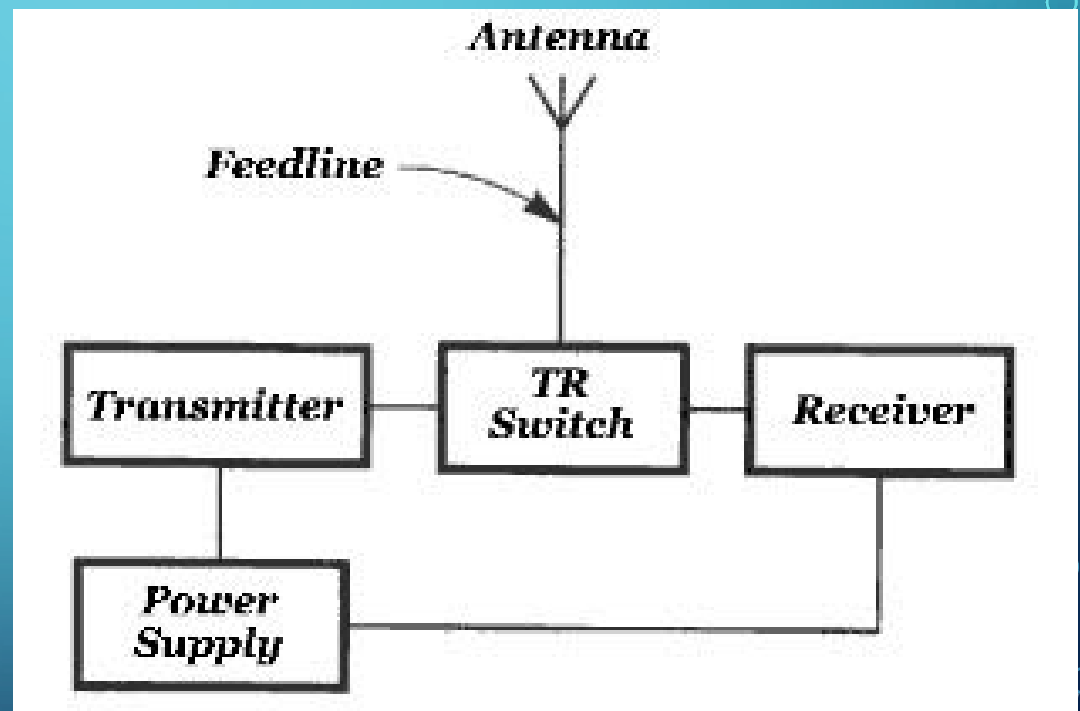 Antenna
Feedline
Transmitter
TR
Switch
Receiver
Power
Supply